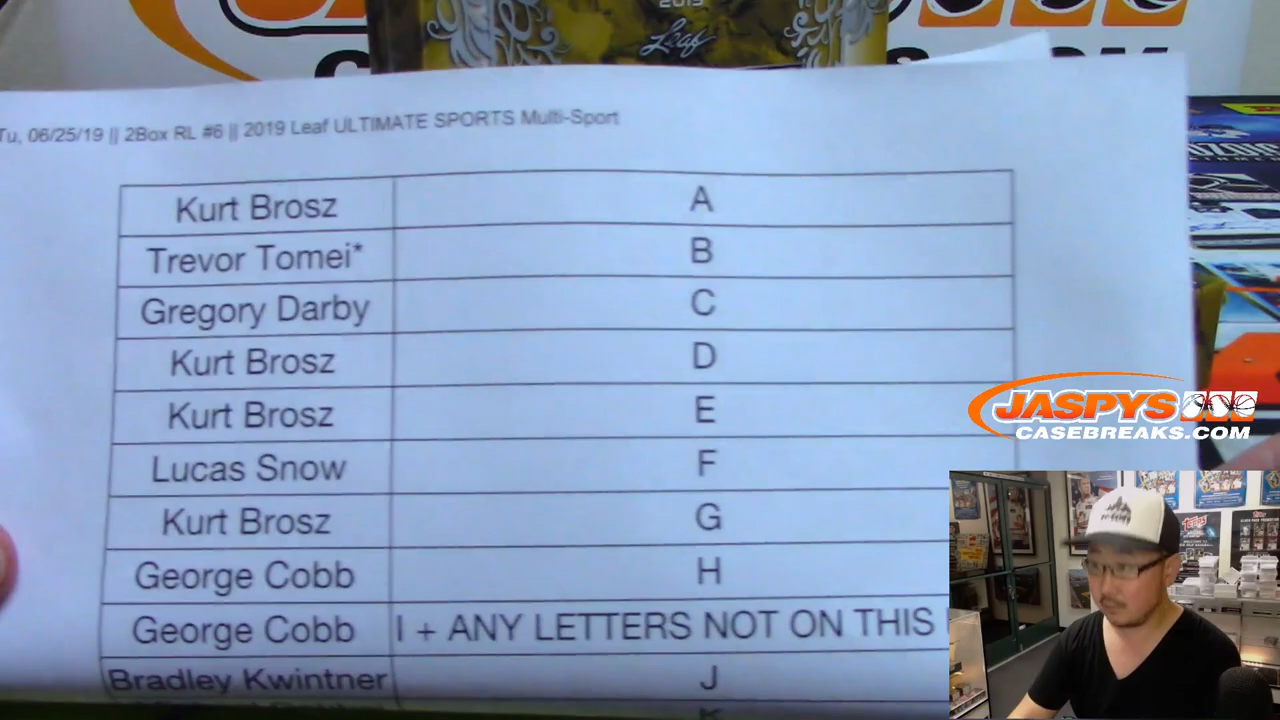 2019
Leaf
Tu, 06/25/19 || 2Box RL #6 || 2019 Leaf ULTIMATE SPORTS Multi-Sport
Kurt Brosz A
Trevor Tomei* B
Gregory Darby C
Kurt Brosz D
Kurt Brosz E
Lucas Snow F
Kurt Brosz G
George Cobb H
George Cobb I + ANY LETTERS NOT ON THIS
Bradley Kwintner J
K
JASPYS
CASEBREAKS.COM